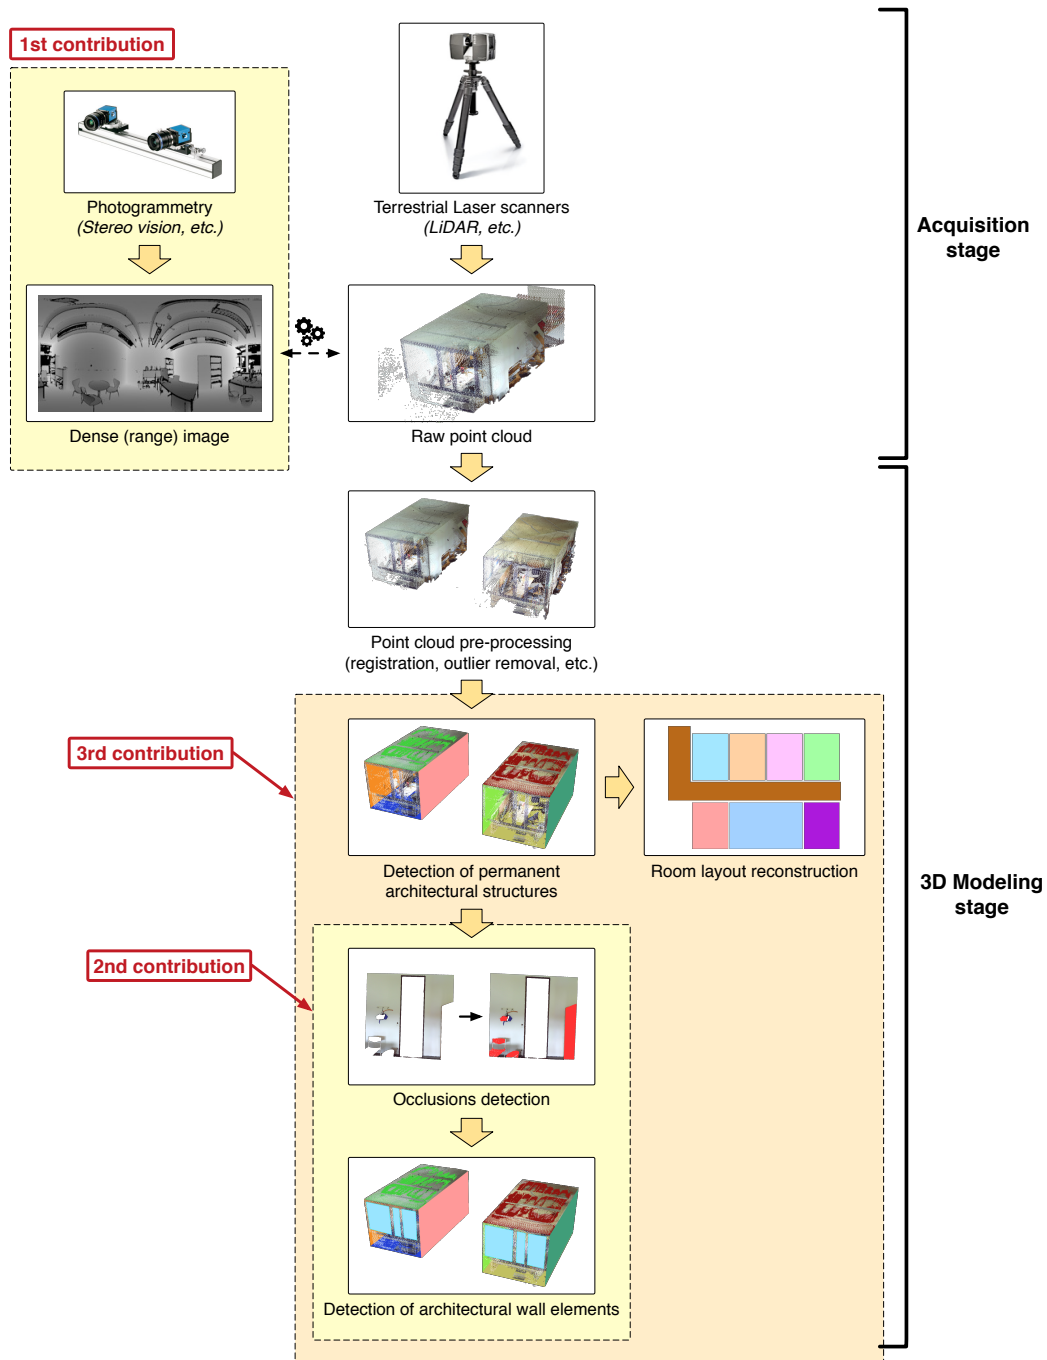 1st contribution
Photogrammetry
(Stereo vision, etc.)
Terrestrial Laser scanners
(LiDAR, etc.)
Acquisition
stage
Dense (range) image
Raw point cloud
Point cloud pre-processing
(registration, outlier removal, etc.)
3rd contribution
Detection of permanent
architectural structures
Room layout reconstruction
3D Modeling
stage
2nd contribution
Occlusions detection
Detection of architectural wall elements